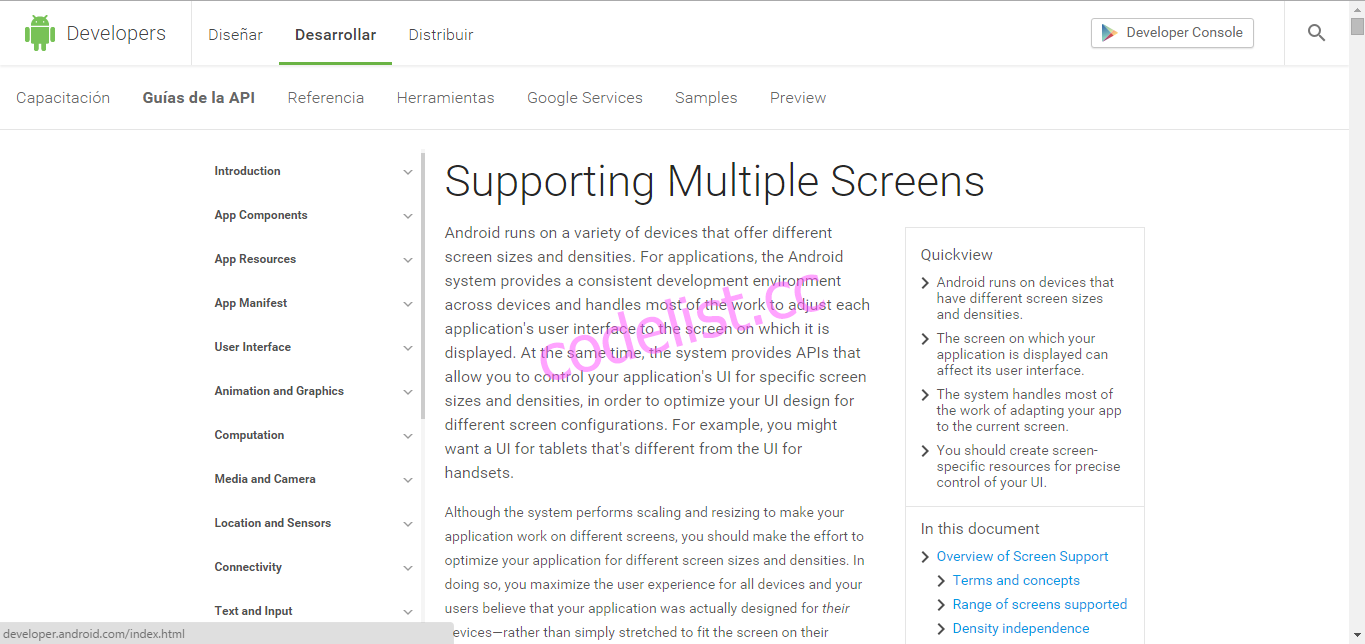 Developers
Diseñar
Desarrollar
Distribuir
Developer Console
Capacitación
Guías de la API
Referencia
Herramientas
Google Services
Samples
Preview
Introduction
App Components
App Resources
App Manifest
User Interface
Animation and Graphics
Computation
Media and Camera
Location and Sensors
Connectivity
Text and Input
Supporting Multiple Screens
Android runs on a variety of devices that offer different
screen sizes and densities. For applications, the Android
system provides a consistent development environment
across devices and handles most of the work to adjust each
application's user interface to the screen on which it is
displayed. At the same time, the system provides APIs that
allow you to control your application's UI for specific screen
sizes and densities, in order to optimize your UI design for
different screen configurations. For example, you might
want a UI for tablets that's different from the UI for
handsets.
Although the system performs scaling and resizing to make your
application work on different screens, you should make the effort to
optimize your application for different screen sizes and densities. In
doing so, you maximize the user experience for all devices and your
users believe that your application was actually designed for their
devices—rather than simply stretched to fit the screen on their
Quickview
Android runs on devices that
have different screen sizes
and densities.
The screen on which your
application is displayed can
affect its user interface.
The system handles most of
the work of adapting your app
to the current screen.
You should create screen-
specific resources for precise
control of your UI.
In this document
Overview of Screen Support
Terms and concepts
Range of screens supported
Density independence
codelist.cc
developer.android.com/index.html